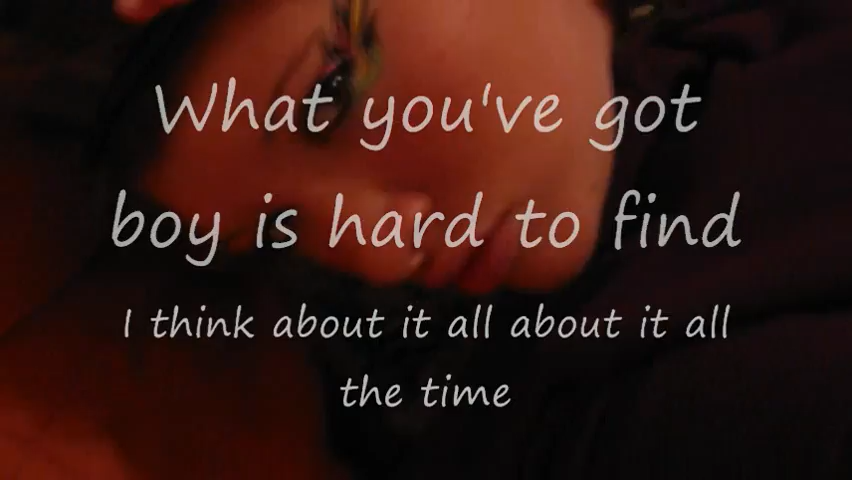 What you've got
boy is hard to find
I think about it all about it all
the time